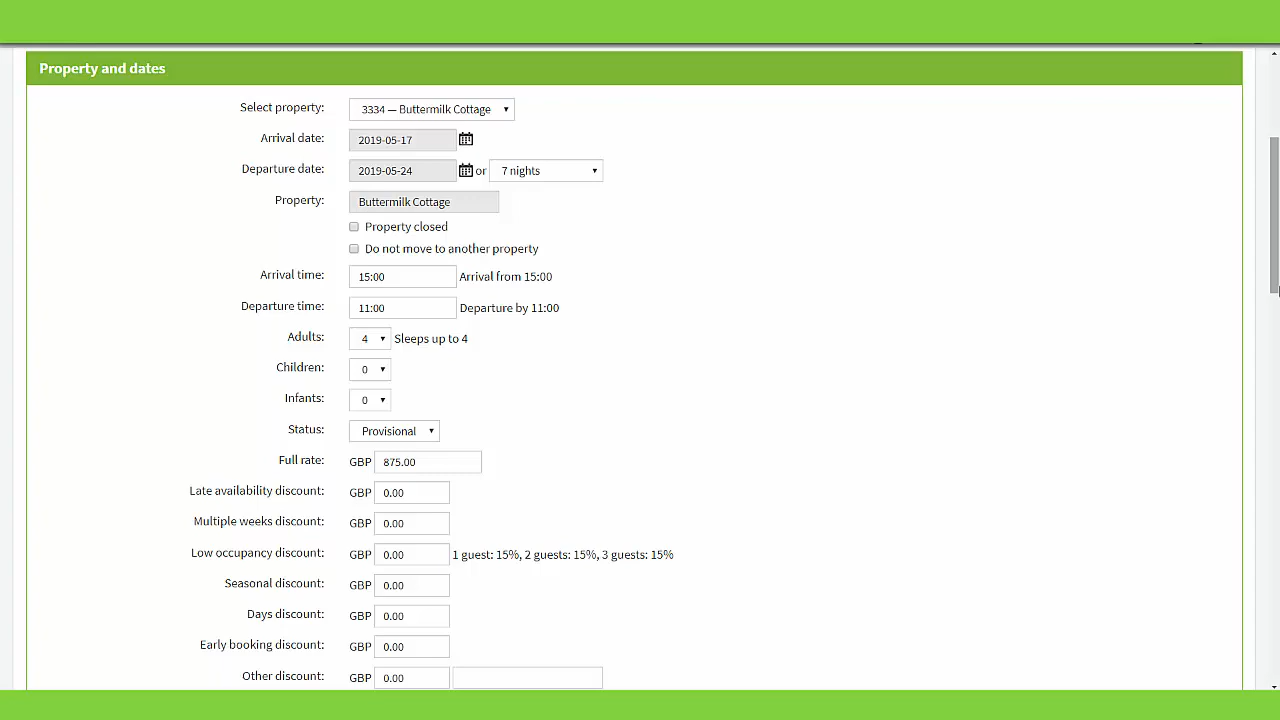 Property and dates
Select property: 3334 — Buttermilk Cottage
Arrival date: 2019-05-17
Departure date: 2019-05-24 or 7 nights
Property: Buttermilk Cottage
Property closed
Do not move to another property
Arrival time: 15:00 Arrival from 15:00
Departure time: 11:00 Departure by 11:00
Adults: 4 Sleeps up to 4
Children: 0
Infants: 0
Status: Provisional
Full rate: GBP 875.00
Late availability discount: GBP 0.00
Multiple weeks discount: GBP 0.00
Low occupancy discount: GBP 0.00 1 guest: 15%, 2 guests: 15%, 3 guests: 15%
Seasonal discount: GBP 0.00
Days discount: GBP 0.00
Early booking discount: GBP 0.00
Other discount: GBP 0.00